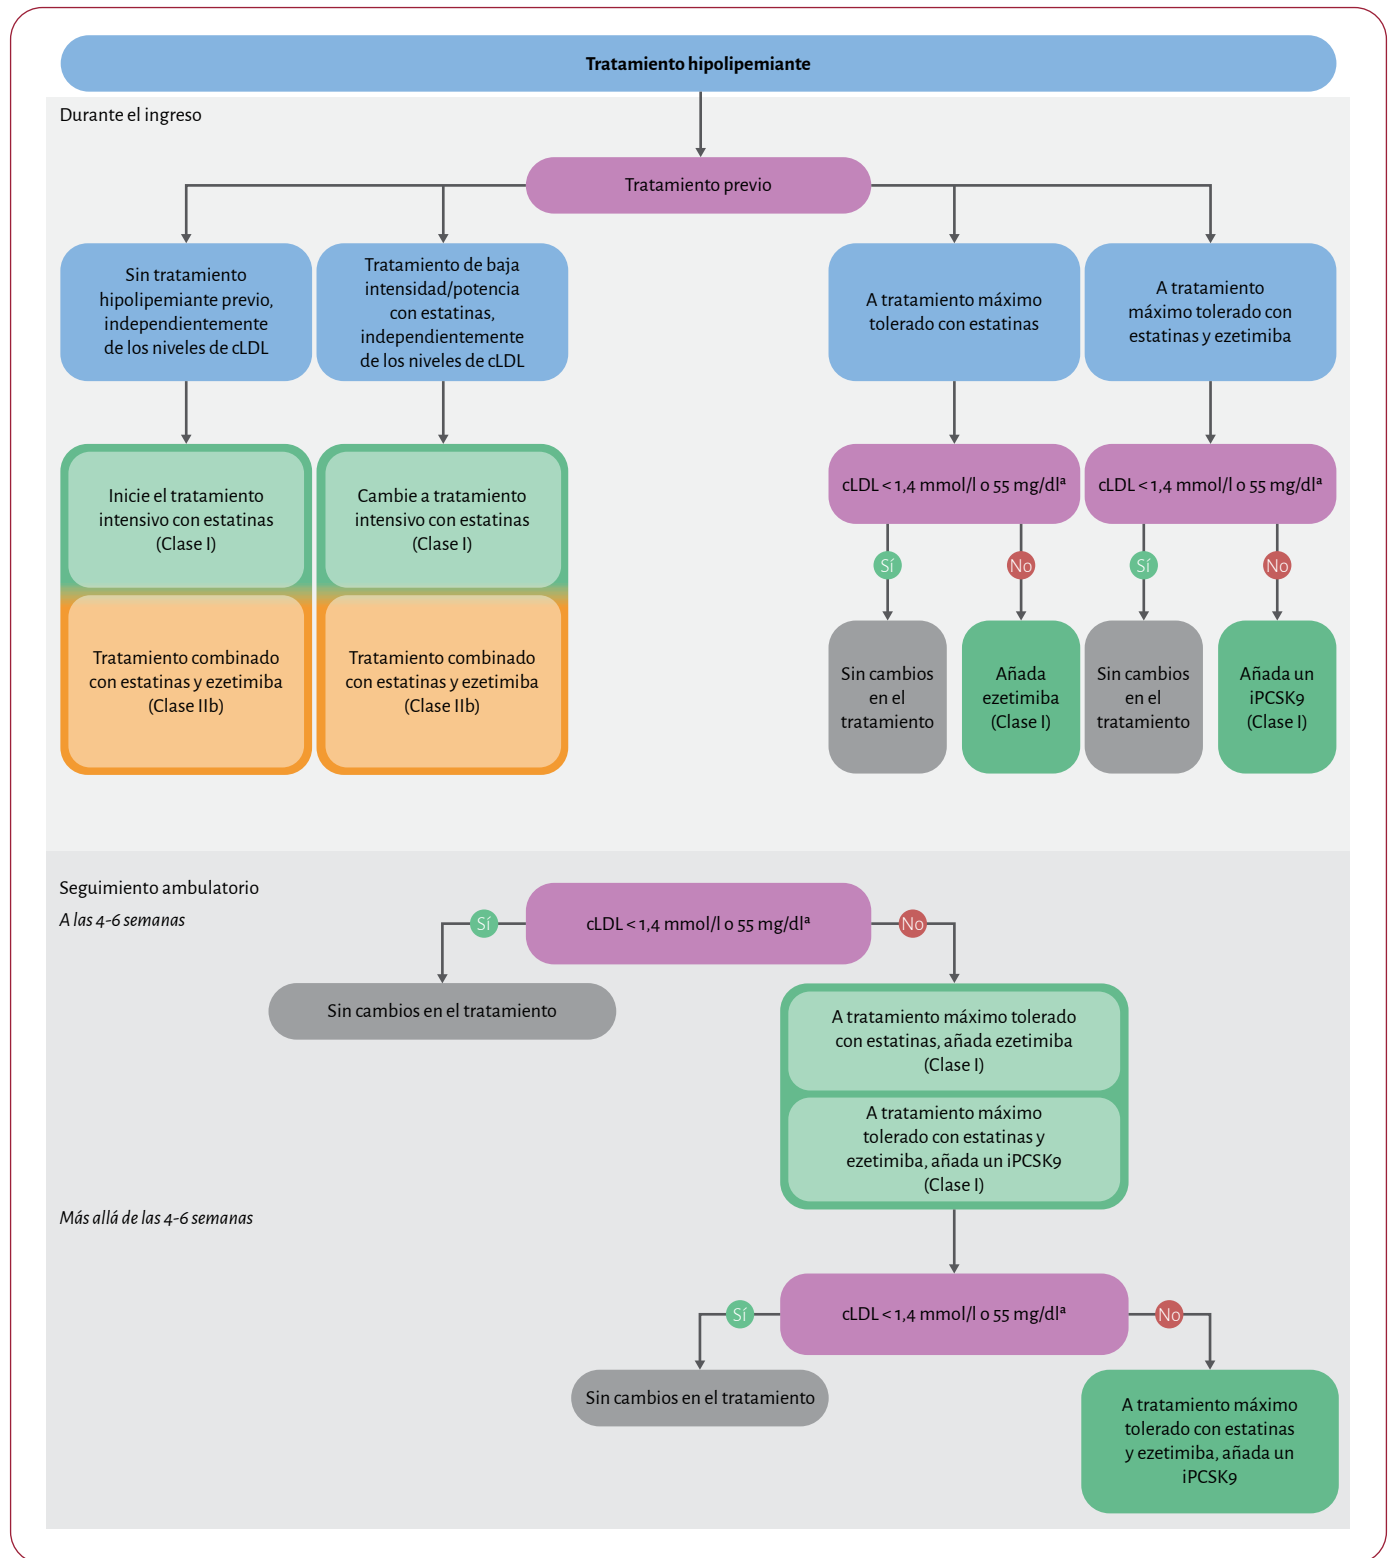 Tratamiento hipolipemiante
Durante el ingreso
Tratamiento previo
Sin tratamiento
hipolipemiante previo,
independientemente
de los niveles de cLDL
Tratamiento de baja
intensidad/potencia
con estatinas,
independientemente
de los niveles de cLDL
A tratamiento máximo
tolerado con estatinas
A tratamiento
máximo tolerado con
estatinas y ezetimiba
Inicie el tratamiento
intensivo con estatinas
(Clase I)
Cambie a tratamiento
intensivo con estatinas
(Clase I)
cLDL < 1,4 mmol/l o 55 mg/dlª
cLDL < 1,4 mmol/l o 55 mg/dlª
Sí
No
Sí
No
Tratamiento combinado
con estatinas y ezetimiba
(Clase IIb)
Tratamiento combinado
con estatinas y ezetimiba
(Clase IIb)
Sin cambios
en el
tratamiento
Añada
ezetimiba
(Clase I)
Sin cambios
en el
tratamiento
Añada un
iPCSK9
(Clase I)
Seguimiento ambulatorio
A las 4-6 semanas
Sí
cLDL < 1,4 mmol/l o 55 mg/dlª
No
Sin cambios en el tratamiento
A tratamiento máximo tolerado
con estatinas, añada ezetimiba
(Clase I)
A tratamiento máximo
tolerado con estatinas y
ezetimiba, añada un iPCSK9
(Clase I)
Más allá de las 4-6 semanas
Sí
cLDL < 1,4 mmol/l o 55 mg/dlª
No
Sin cambios en el tratamiento
A tratamiento máximo
tolerado con estatinas
y ezetimiba, añada un
iPCSK9